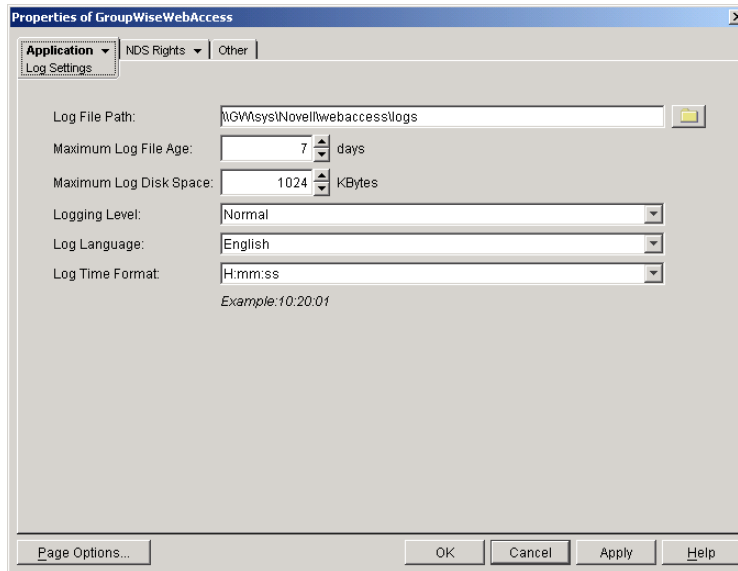 Properties of GroupWiseWebAccess
Application NDS Rights Other
Log Settings
Log File Path: \\GW\sys\Novell\webaccess\logs
Maximum Log File Age: 7 days
Maximum Log Disk Space: 1024 KBytes
Logging Level: Normal
Log Language: English
Log Time Format: H:mm:ss
Example:10:20:01
Page Options... OK Cancel Apply Help